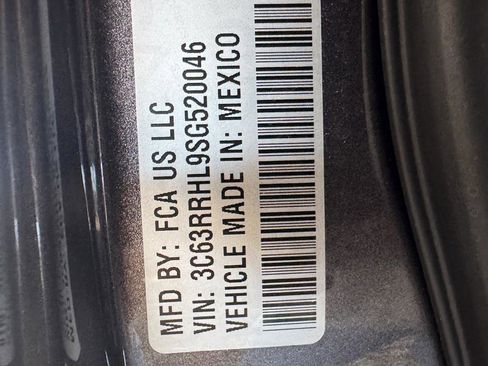 MFD BY: FCA US LLC
VIN: 3C63RRHL9SG520046
VEHICLE MADE IN: MEXICO